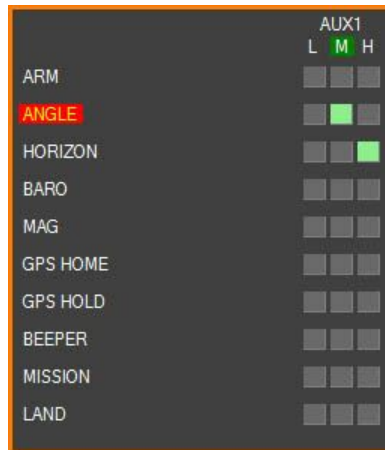 AUX1
L M H
ARM
ANGLE
HORIZON
BARO
MAG
GPS HOME
GPS HOLD
BEEPER
MISSION
LAND